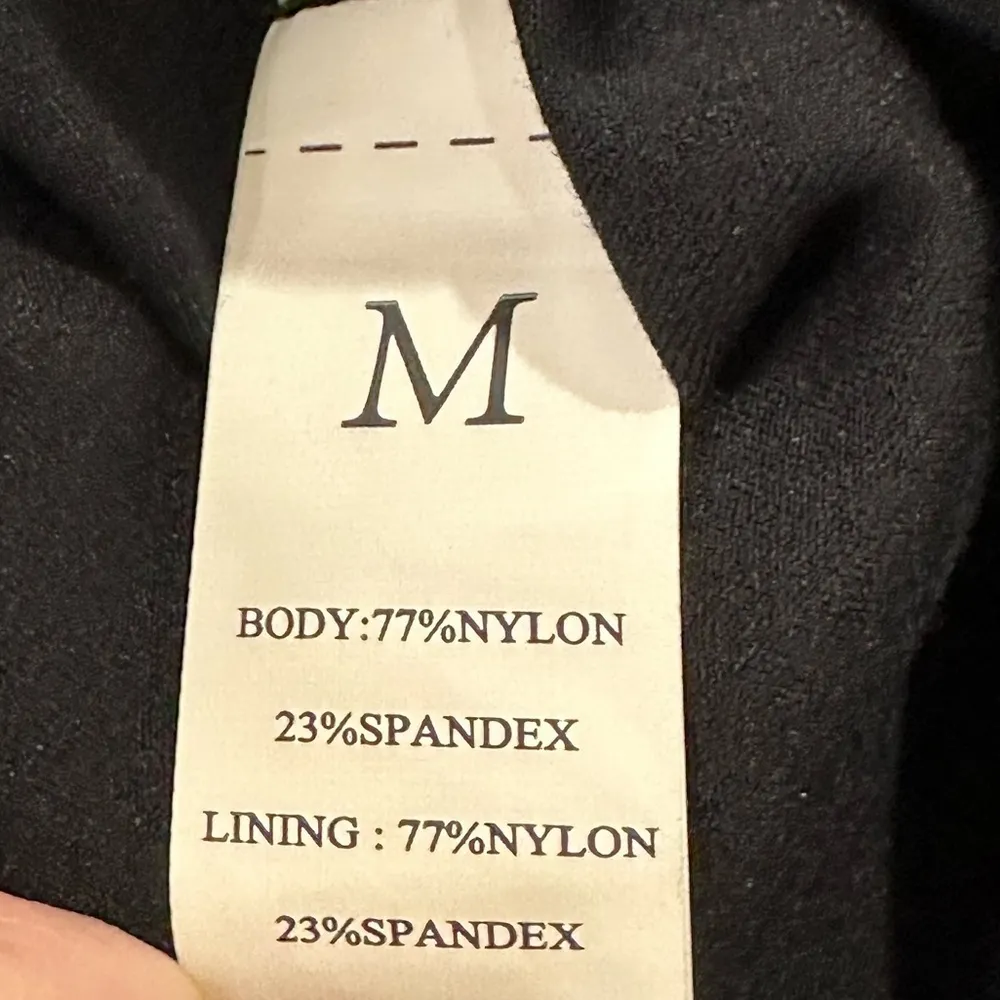 M
BODY:77%NYLON
23%SPANDEX
LINING : 77%NYLON
23%SPANDEX